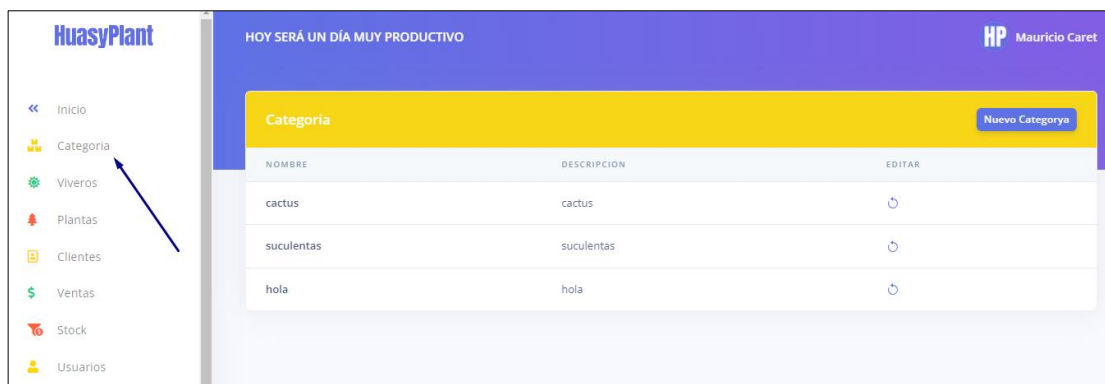 HuasyPlant
Inicio
Categoria
Viveros
Plantas
Clientes
Ventas
Stock
Usuarios
HOY SERÁ UN DÍA MUY PRODUCTIVO
HP Mauricio Caret
Categoria
Nuevo Categorya
NOMBRE DESCRIPCION EDITAR
cactus cactus
suculentas suculentas
hola hola